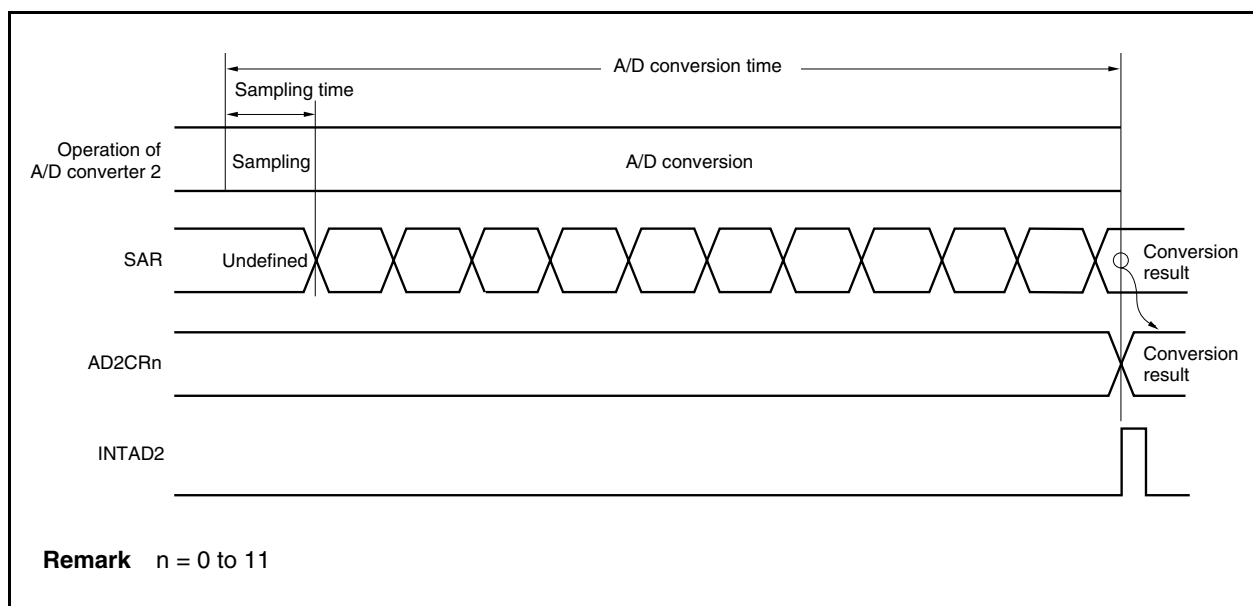 A/D conversion time
Sampling time
Operation of
A/D converter 2
Sampling
A/D conversion
SAR
Undefined
Conversion
result
AD2CRn
Conversion
result
INTAD2
Remark n = 0 to 11